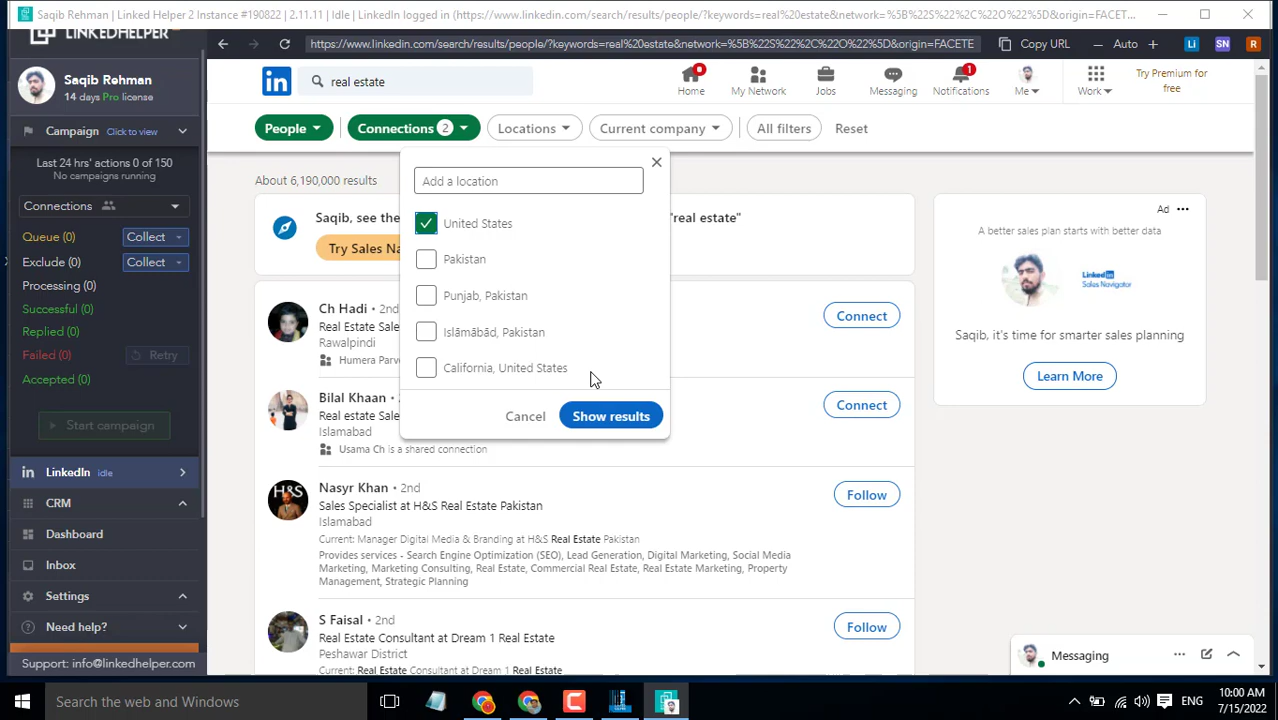 Saqib Rehman | Linked Helper 2 Instance #190822 | 2.11.11 | Idle | LinkedIn logged in (https://www.linkedin.com/search/results/people/?keywords=real%20estate&network=%5B%22S%22%2C%22O%22%5D&origin=FACET...
LINKEDHELPER
https://www.linkedin.com/search/results/people/?keywords=real%20estate&network=%5B%22S%22%2C%22O%22%5D&origin=FACETE
Copy URL
Auto
Li
SN
R
Saqib Rehman
14 days Pro license
Campaign Click to view
Last 24 hrs' actions 0 of 150
No campaigns running
Connections
Queue (0) Collect
Exclude (0) Collect
Processing (0)
Successful (0)
Replied (0)
Failed (0) Retry
Accepted (0)
Start campaign
LinkedIn idle
CRM
Dashboard
Inbox
Settings
Need help?
Support: info@linkedhelper.com
in
real estate
Home
My Network
Jobs
Messaging
1
Notifications
Me
Work
Try Premium for
free
People
Connections 2
Locations
Current company
All filters
Reset
About 6,190,000 results
Saqib, see the
"real estate"
Try Sales Na
Add a location
United States
Pakistan
Punjab, Pakistan
Islāmābād, Pakistan
California, United States
Cancel
Show results
Ch Hadi • 2nd
Real Estate Sale
Rawalpindi
Humera Parv
Connect
Bilal Khaan •
Real estate Sale
Islamabad
Usama Ch is a shared connection
Connect
H&S
Nasyr Khan • 2nd
Sales Specialist at H&S Real Estate Pakistan
Islamabad
Current: Manager Digital Media & Branding at H&S Real Estate Pakistan
Provides services - Search Engine Optimization (SEO), Lead Generation, Digital Marketing, Social Media
Marketing, Marketing Consulting, Real Estate, Commercial Real Estate, Real Estate Marketing, Property
Management, Strategic Planning
Follow
S Faisal • 2nd
Real Estate Consultant at Dream 1 Real Estate
Peshawar District
Current: Real Estate Consultant at Dream 1 Real Estate
Follow
Ad
A better sales plan starts with better data
Linked in
Sales Navigator
Saqib, it's time for smarter sales planning
Learn More
Messaging
Search the web and Windows
ENG
10:00 AM
7/15/2022